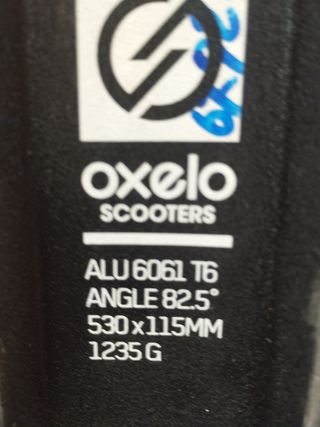 oxelo
SCOOTERS
ALU 6061 T6
ANGLE 82.5°
530 x 115MM
1235 G